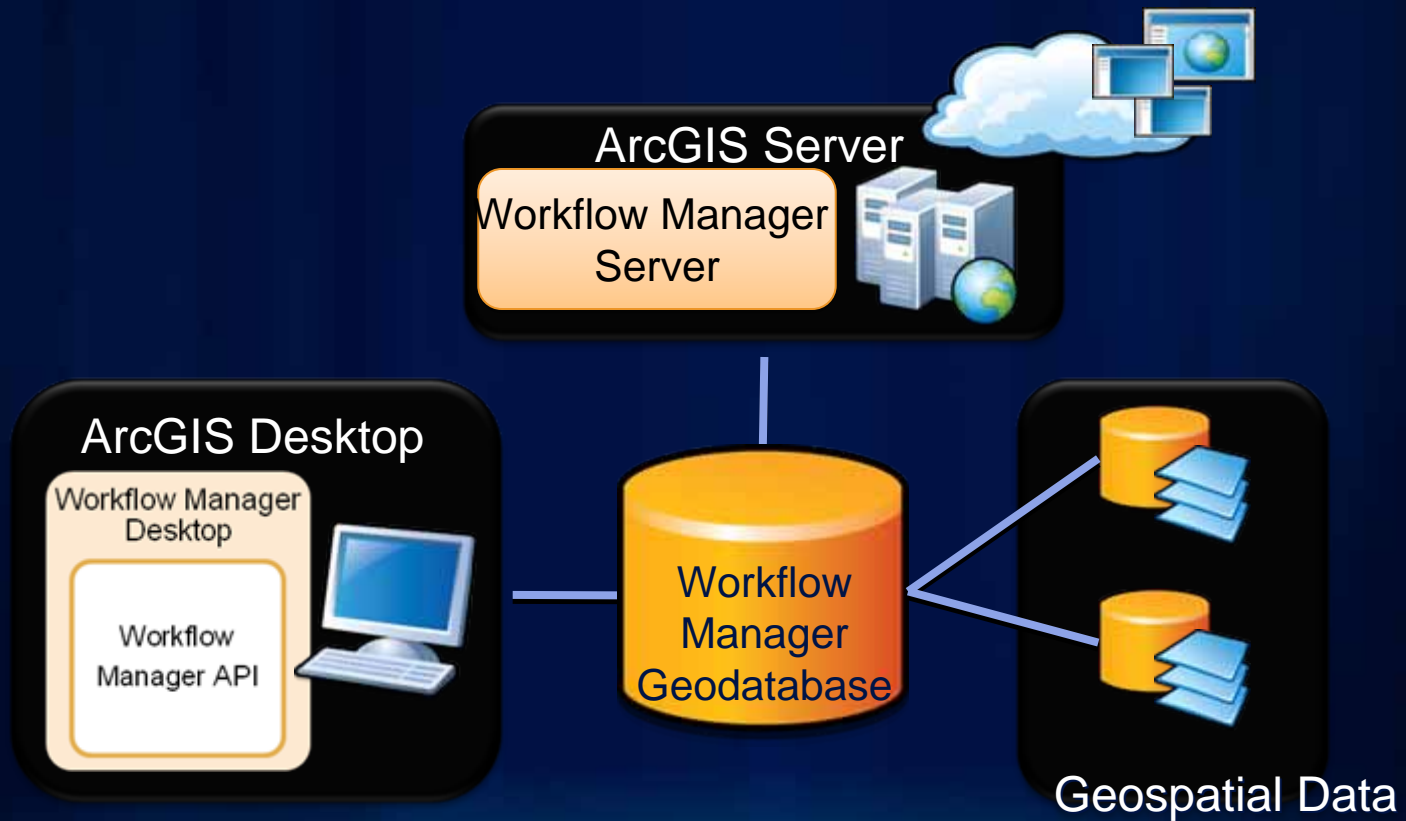 ArcGIS Server
Workflow Manager
Server
ArcGIS Desktop
Workflow Manager
Desktop
Workflow
Manager API
Workflow
Manager
Geodatabase
Geospatial Data